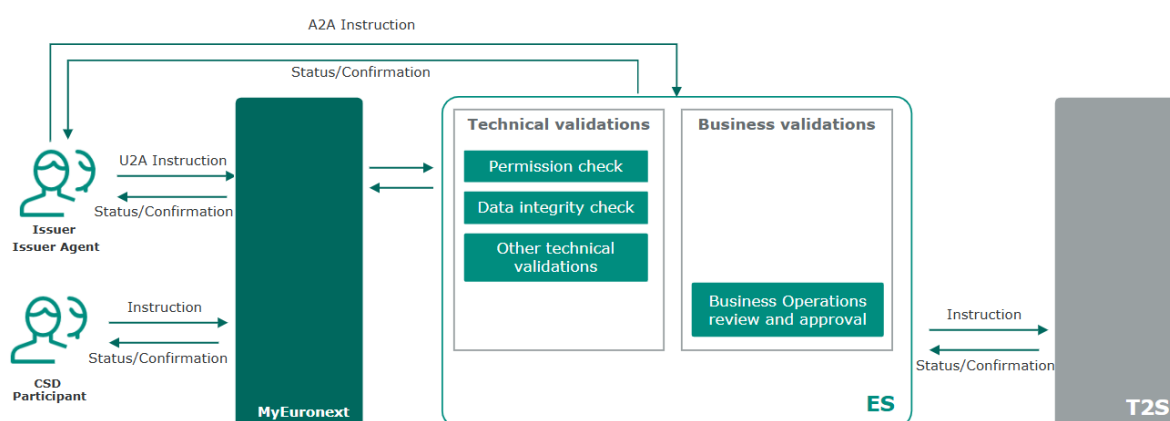 A2A Instruction
Status/Confirmation
Technical validations
Business validations
Permission check
Data integrity check
Other technical
validations
Business Operations
review and approval
U2A Instruction
Status/Confirmation
Issuer
Issuer Agent
Instruction
Status/Confirmation
CSD
Participant
MyEuronext
ES
Instruction
Status/Confirmation
T2S